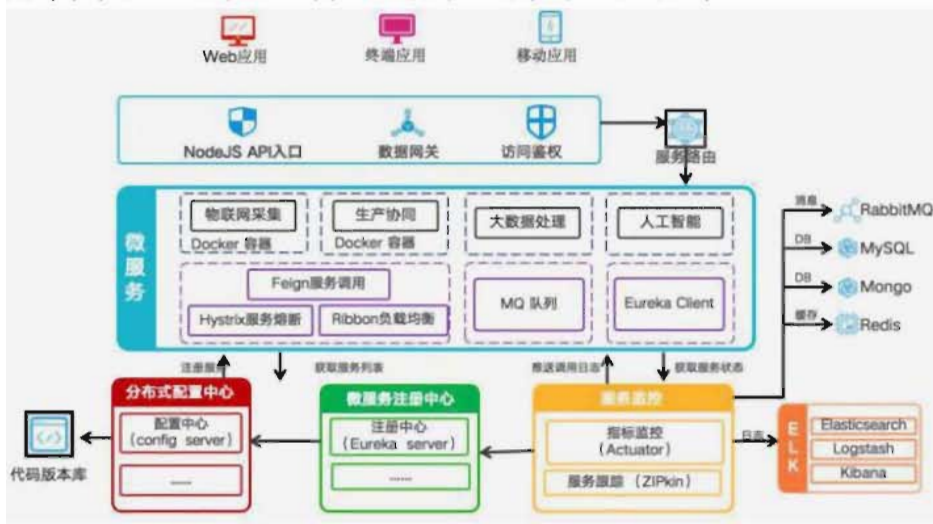 Web应用
终端应用
移动应用
NodeJS API入口
数据网关
访问鉴权
服务路由
微服务
物联网采集
Docker 容器
生产协同
Docker 容器
大数据处理
人工智能
Feign服务调用
Hystrix服务熔断
Ribbon负载均衡
MQ 队列
Eureka Client
消息
RabbitMQ
DB
MySQL
DB
Mongo
缓存
Redis
注册服务
获取服务列表
推送调用日志
获取服务状态
分布式配置中心
配置中心
(config server)
......
微服务注册中心
注册中心
(Eureka server)
......
服务监控
指标监控
(Actuator)
服务跟踪 (ZIPkin)
日志
ELK
Elasticsearch
Logstash
Kibana
代码版本库